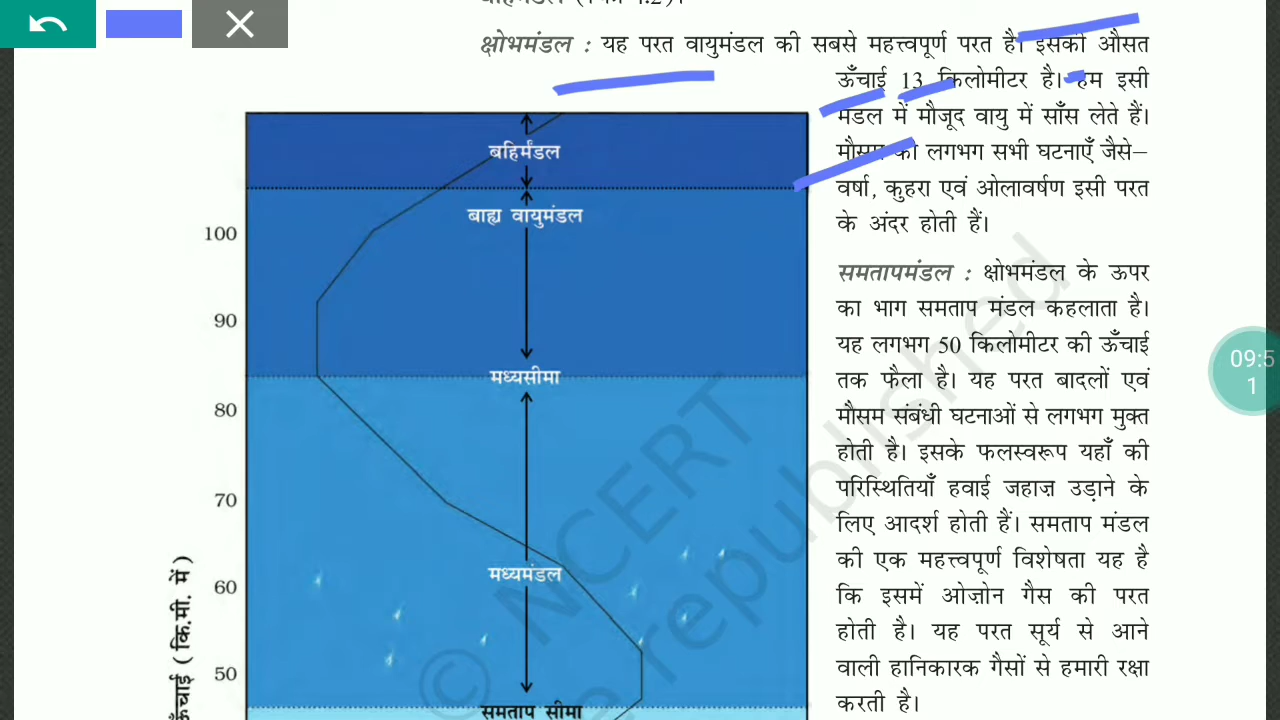 क्षोभमंडल : यह परत वायुमंडल की सबसे महत्त्वपूर्ण परत है। इसकी औसत
ऊँचाई 13 किलोमीटर है। हम इसी
मंडल में मौजूद वायु में साँस लेते हैं।
मौसम की लगभग सभी घटनाएँ जैसे–
वर्षा, कुहरा एवं ओलावर्षण इसी परत
के अंदर होती हैं।
समतापमंडल : क्षोभमंडल के ऊपर
का भाग समताप मंडल कहलाता है।
यह लगभग 50 किलोमीटर की ऊँचाई
तक फैला है। यह परत बादलों एवं
मौसम संबंधी घटनाओं से लगभग मुक्त
होती है। इसके फलस्वरूप यहाँ की
परिस्थितियाँ हवाई जहाज़ उड़ाने के
लिए आदर्श होती हैं। समताप मंडल
की एक महत्त्वपूर्ण विशेषता यह है
कि इसमें ओज़ोन गैस की परत
होती है। यह परत सूर्य से आने
वाली हानिकारक गैसों से हमारी रक्षा
करती है।
बहिर्मंडल
बाह्य वायुमंडल
100
90
मध्यसीमा
80
70
मध्यमंडल
60
50
समताप सीमा
ऊँचाई ( कि.मी. में )
© NCERT
be republished
09:5
1